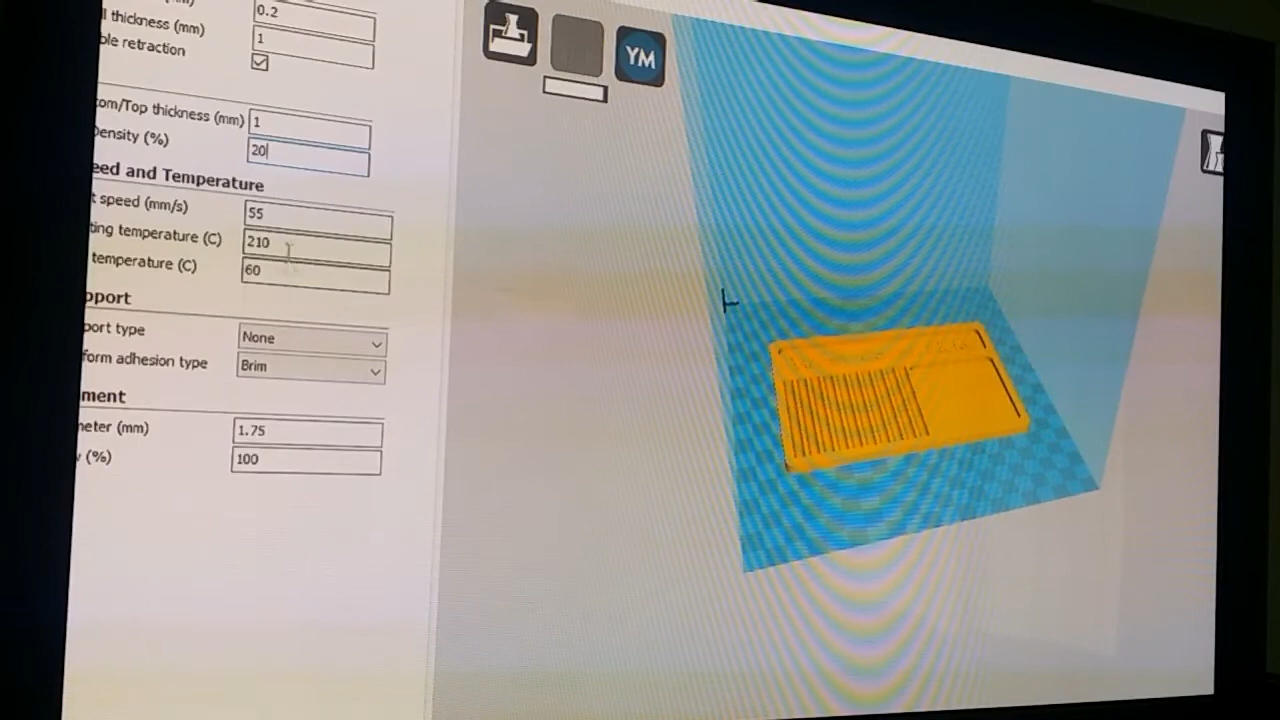 0.2
l thickness (mm) 1
ble retraction
om/Top thickness (mm) 1
Density (%) 20
eed and Temperature
t speed (mm/s) 55
ting temperature (C) 210
temperature (C) 60
pport
port type None
form adhesion type Brim
ment
meter (mm) 1.75
(%) 100
YM